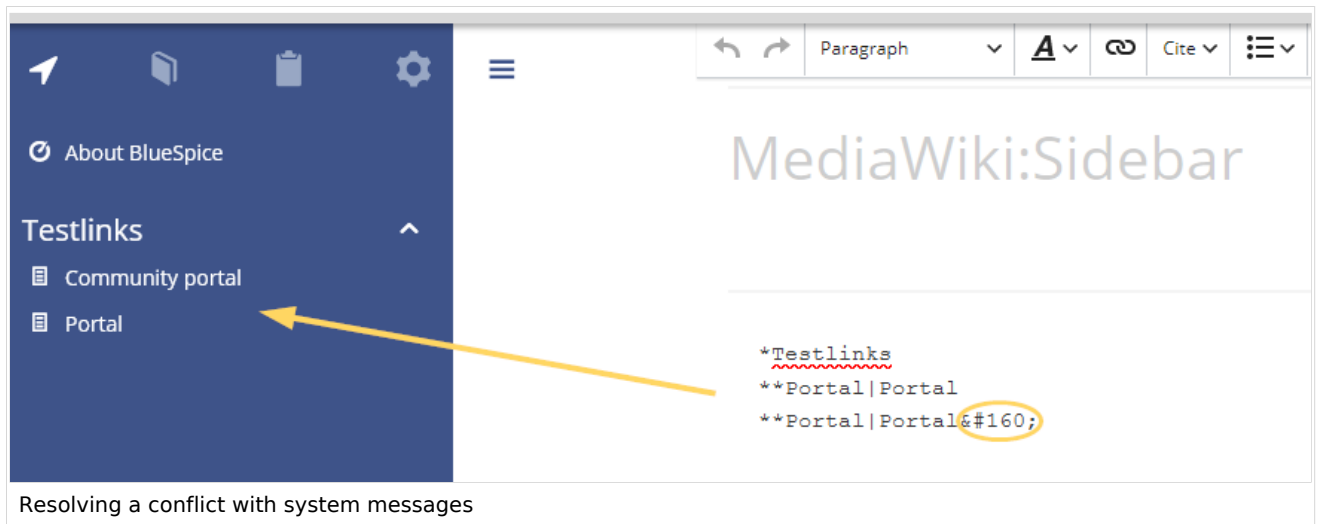 Paragraph
A
Cite
About BlueSpice
MediaWiki:Sidebar
Testlinks
Community portal
Portal
*Testlinks
**Portal|Portal
**Portal|Portal&#160;
Resolving a conflict with system messages